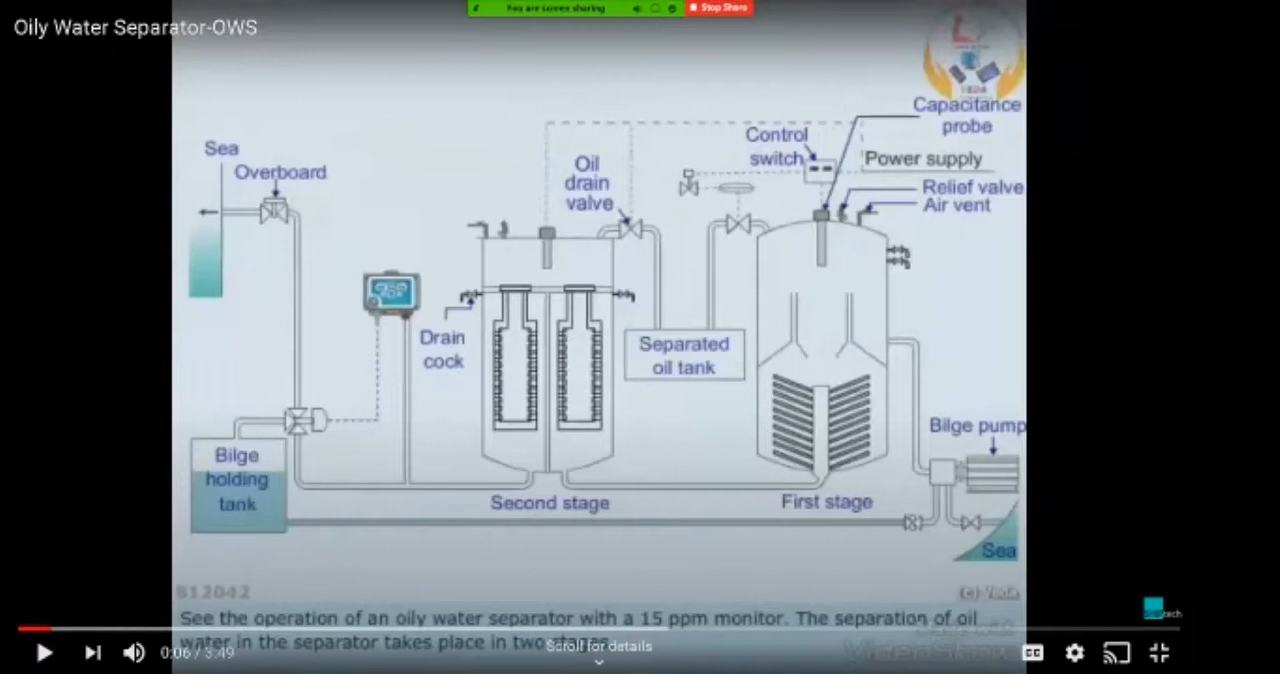 You are screen sharing
Stop Share
Oily Water Separator-OWS
Capacitance
probe
Control
switch
Power supply
Sea
Overboard
Oil
drain
valve
Relief valve
Air vent
Drain
cock
Separated
oil tank
Bilge pump
Bilge
holding
tank
Second stage
First stage
Sea
812042
(c) Yeda
See the operation of an oily water separator with a 15 ppm monitor. The separation of oil
water in the separator takes place in two stages
Scroll for details
0:06 / 3:49
CC